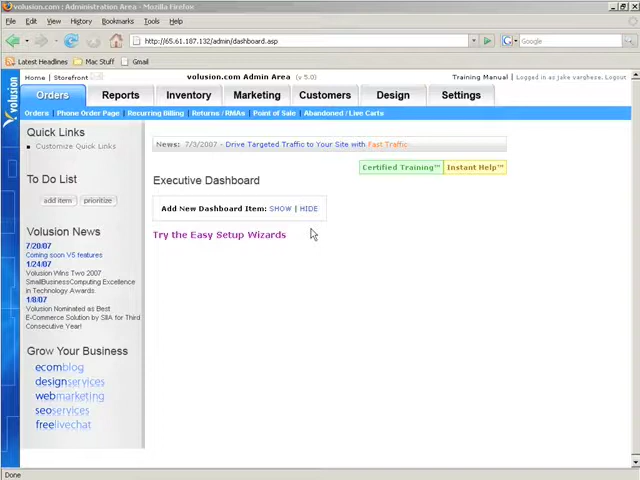 volusion.com : Administration Area - Mozilla Firefox
File Edit View History Bookmarks Tools Help
http://65.61.187.132/admin/dashboard.asp
Google
Latest Headlines Mac Stuff Gmail
Home | Storefront
volusion.com Admin Area (v 5.0)
Training Manual | Logged in as jake varghese. Logout
Orders Reports Inventory Marketing Customers Design Settings
Orders | Phone Order Page | Recurring Billing | Returns / RMAs | Point of Sale | Abandoned / Live Carts
volusion
Quick Links
Customize Quick Links
To Do List
add item prioritize
Volusion News
7/20/07
Coming soon V5 features
1/24/07
Volusion Wins Two 2007
SmallBusinessComputing Excellence
in Technology Awards.
1/8/07
Volusion Nominated as Best
E-Commerce Solution by SIIA for Third
Consecutive Year!
Grow Your Business
ecomblog
designservices
webmarketing
seoservices
freelivechat
News: 7/3/2007 - Drive Targeted Traffic to Your Site with Fast Traffic
Certified Training™ Instant Help™
Executive Dashboard
Add New Dashboard Item: SHOW | HIDE
Try the Easy Setup Wizards
Done